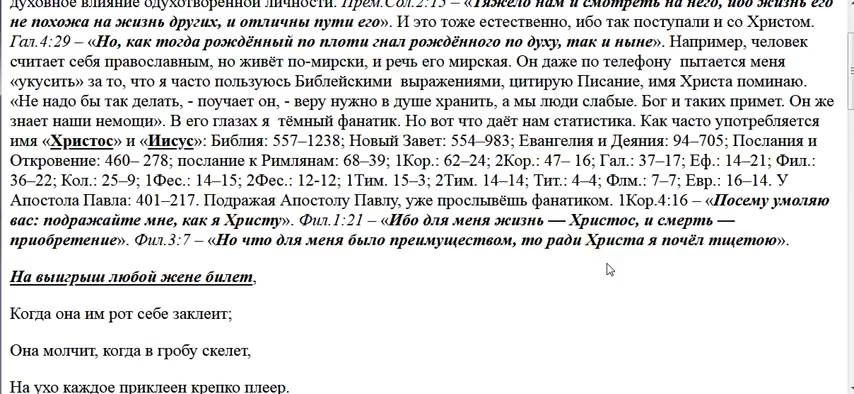 духовное влияние одухотворённой личности. Прем.Сол.2:15 – «Тяжело нам и смотреть на него, ибо жизнь его
не похожа на жизнь других, и отличны пути его». И это тоже естественно, ибо так поступали и со Христом.
Гал.4:29 – «Но, как тогда рождённый по плоти гнал рождённого по духу, так и ныне». Например, человек
считает себя православным, но живёт по-мирски, и речь его мирская. Он даже по телефону  пытается меня
«укусить» за то, что я часто пользуюсь Библейскими  выражениями, цитирую Писание, имя Христа поминаю.
«Не надо бы так делать, - поучает он, - веру нужно в душе хранить, а мы люди слабые. Бог и таких примет. Он же
знает наши немощи». В его глазах я  тёмный фанатик. Но вот что даёт нам статистика. Как часто употребляется
имя «Христос» и «Иисус»: Библия: 557–1238; Новый Завет: 554–983; Евангелия и Деяния: 94–705; Послания и
Откровение: 460– 278; послание к Римлянам: 68–39; 1Кор.: 62–24; 2Кор.: 47– 16; Гал.: 37–17; Еф.: 14–21; Фил.:
36–22; Кол.: 25–9; 1Фес.: 14–15; 2Фес.: 12-12; 1Тим. 15–3; 2Тим. 14–14; Тит.: 4–4; Флм.: 7–7; Евр.: 16–14. У
Апостола Павла: 401–217. Подражая Апостолу Павлу, уже прослывёшь фанатиком. 1Кор.4:16 – «Посему умоляю
вас: подражайте мне, как я Христу». Фил.1:21 – «Ибо для меня жизнь — Христос, и смерть —
приобретение». Фил.3:7 – «Но что для меня было преимуществом, то ради Христа я почёл тщетою».
На выигрыш любой жене билет,
Когда она им рот себе заклеит;
Она молчит, когда в гробу скелет,
На ухо каждое приклеен крепко плеер.